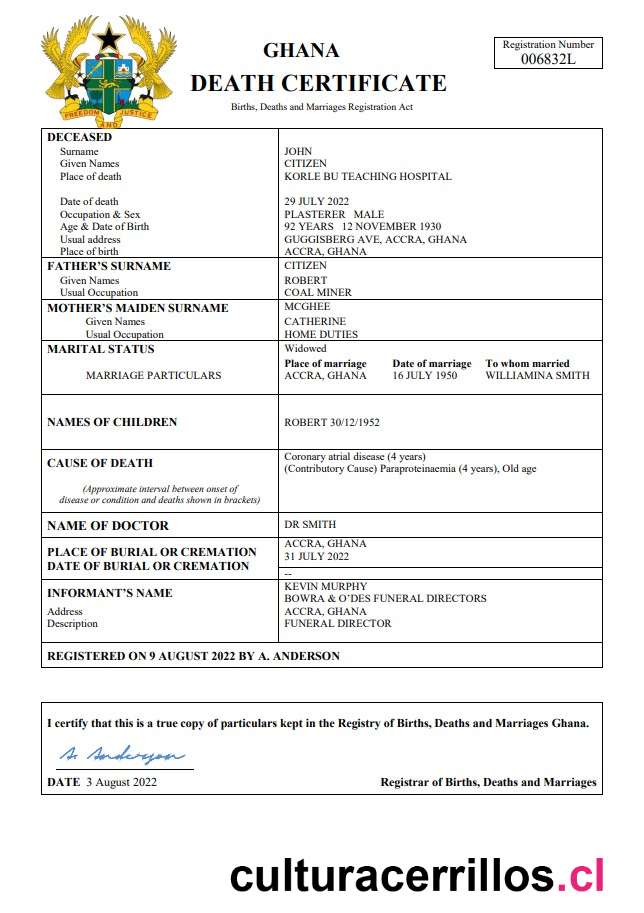 GHANA
DEATH CERTIFICATE
Births, Deaths and Marriages Registration Act
Registration Number
006832L
FREEDOM AND JUSTICE
DECEASED
Surname JOHN
Given Names CITIZEN
Place of death KORLE BU TEACHING HOSPITAL
Date of death 29 JULY 2022
Occupation & Sex PLASTERER MALE
Age & Date of Birth 92 YEARS 12 NOVEMBER 1930
Usual address GUGGISBERG AVE, ACCRA, GHANA
Place of birth ACCRA, GHANA
FATHER'S SURNAME CITIZEN
Given Names ROBERT
Usual Occupation COAL MINER
MOTHER'S MAIDEN SURNAME MCGHEE
Given Names CATHERINE
Usual Occupation HOME DUTIES
MARITAL STATUS Widowed
Place of marriage Date of marriage To whom married
MARRIAGE PARTICULARS ACCRA, GHANA 16 JULY 1950 WILLIAMINA SMITH
NAMES OF CHILDREN ROBERT 30/12/1952
CAUSE OF DEATH Coronary atrial disease (4 years)
(Contributory Cause) Paraproteinaemia (4 years), Old age
(Approximate interval between onset of
disease or condition and deaths shown in brackets)
NAME OF DOCTOR DR SMITH
PLACE OF BURIAL OR CREMATION ACCRA, GHANA
DATE OF BURIAL OR CREMATION 31 JULY 2022
--
INFORMANT'S NAME KEVIN MURPHY
BOWRA & O'DES FUNERAL DIRECTORS
Address ACCRA, GHANA
Description FUNERAL DIRECTOR
REGISTERED ON 9 AUGUST 2022 BY A. ANDERSON
I certify that this is a true copy of particulars kept in the Registry of Births, Deaths and Marriages Ghana.
A. Anderson
DATE 3 August 2022 Registrar of Births, Deaths and Marriages
culturacerrillos.cl